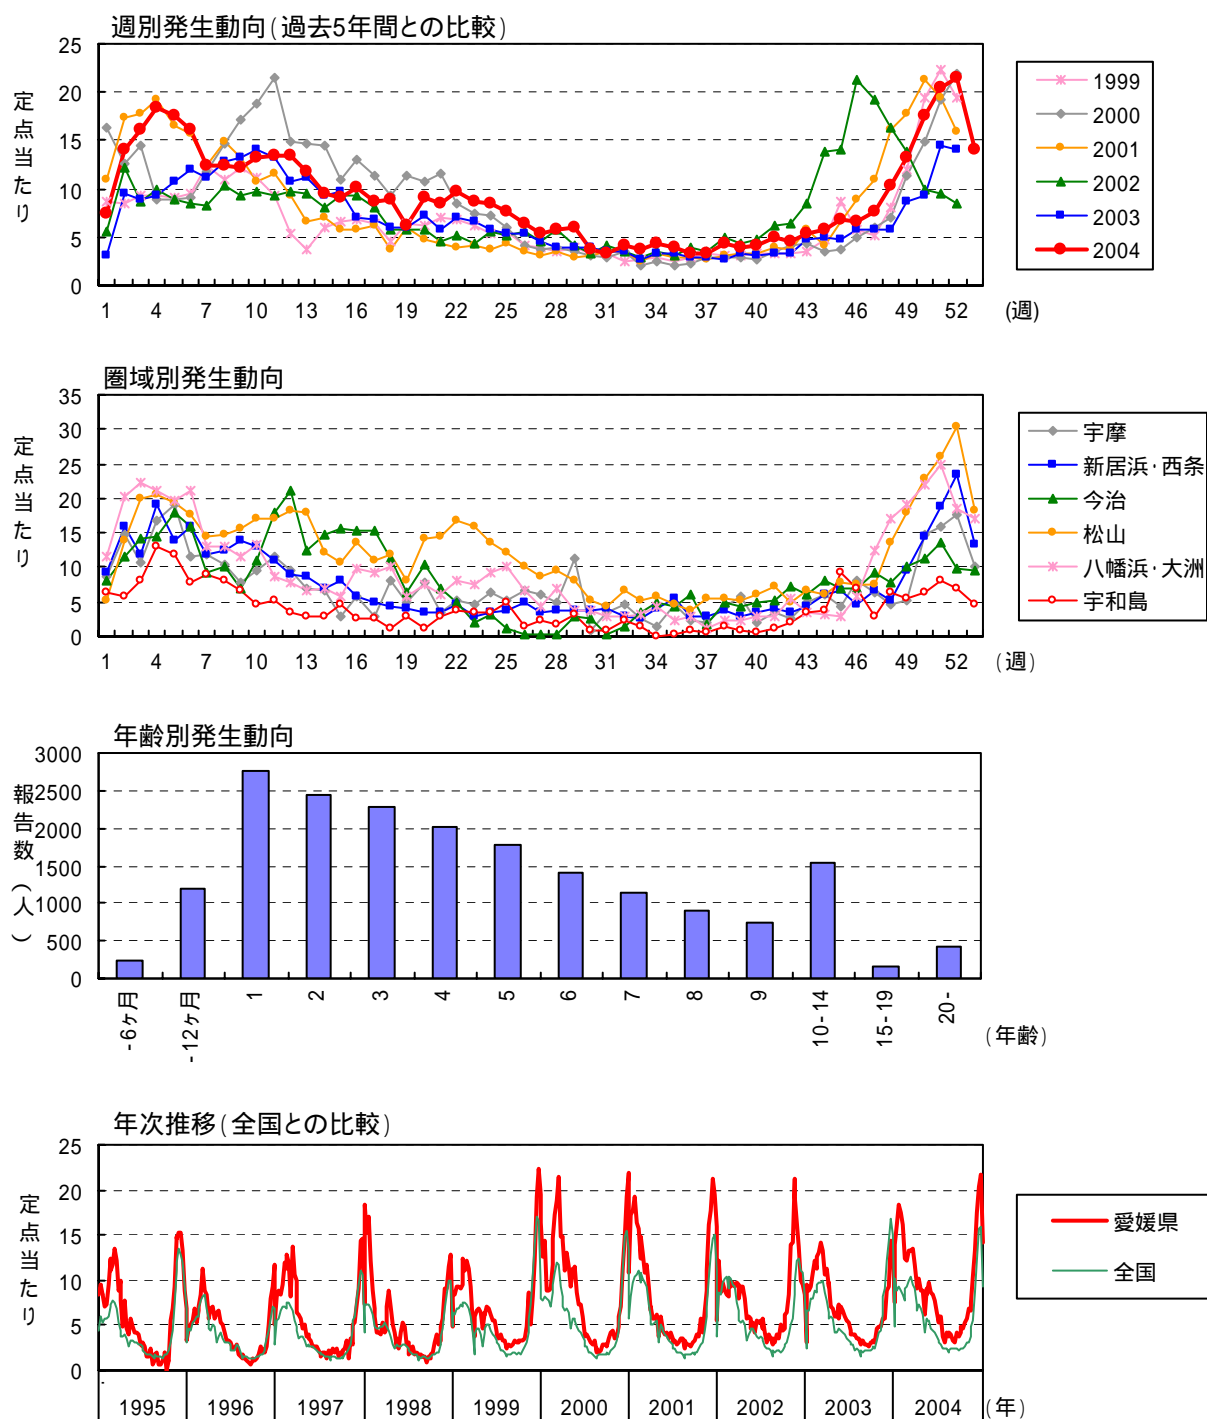 週別発生動向(過去5年間との比較)
定点当たり
25
20
15
10
5
0
1 4 7 10 13 16 19 22 25 28 31 34 37 40 43 46 49 52 (週)
1999
2000
2001
2002
2003
2004
圏域別発生動向
定点当たり
35
30
25
20
15
10
5
0
1 4 7 10 13 16 19 22 25 28 31 34 37 40 43 46 49 52 (週)
宇摩
新居浜・西条
今治
松山
八幡浜・大洲
宇和島
年齢別発生動向
報告数(人)
3000
2500
2000
1500
1000
500
0
-6ヶ月 -12ヶ月 1 2 3 4 5 6 7 8 9 10-14 15-19 20- (年齢)
年次推移(全国との比較)
定点当たり
25
20
15
10
5
0
1995 1996 1997 1998 1999 2000 2001 2002 2003 2004 (年)
愛媛県
全国